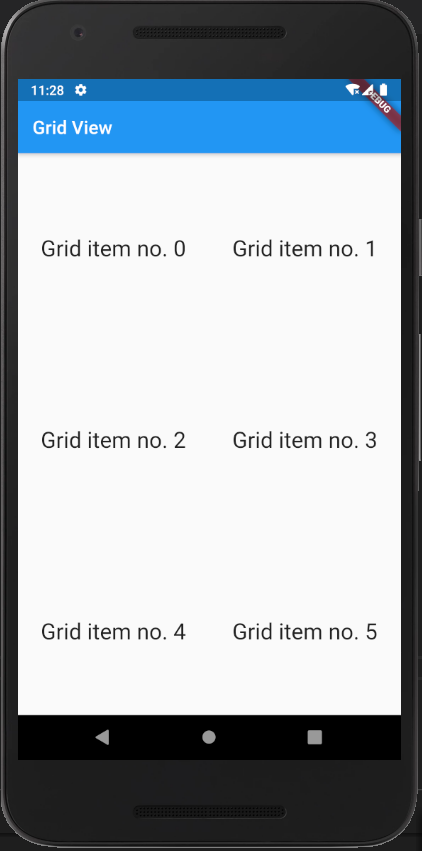 11:28
DEBUG
Grid View
Grid item no. 0
Grid item no. 1
Grid item no. 2
Grid item no. 3
Grid item no. 4
Grid item no. 5